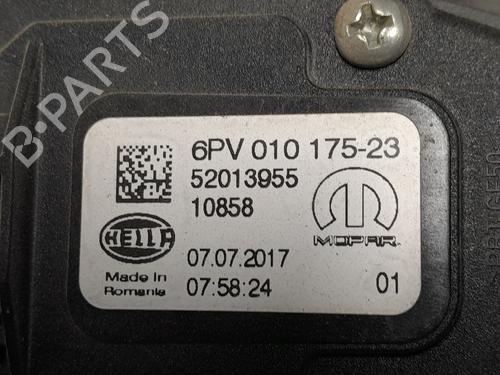 6PV 010 175-23
52013955
10858
HELLA
MOPAR
07.07.2017
Made In
Romania
07:58:24
01
B-PARTS